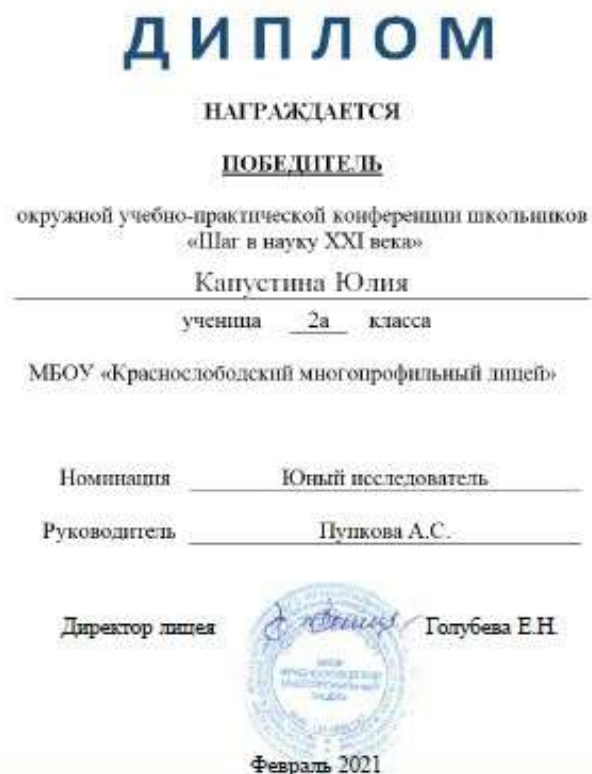 ДИПЛОМ
НАГРАЖДАЕТСЯ
ПОБЕДИТЕЛЬ
окружной учебно-практической конференции школьников
«Шаг в науку XXI века»
Капустина Юлия
ученица 2а класса
МБОУ «Краснослободский многопрофильный лицей»
Номинация Юный исследователь
Руководитель Пупкова А.С.
Директор лицея Голубева Е.Н.
Февраль 2021